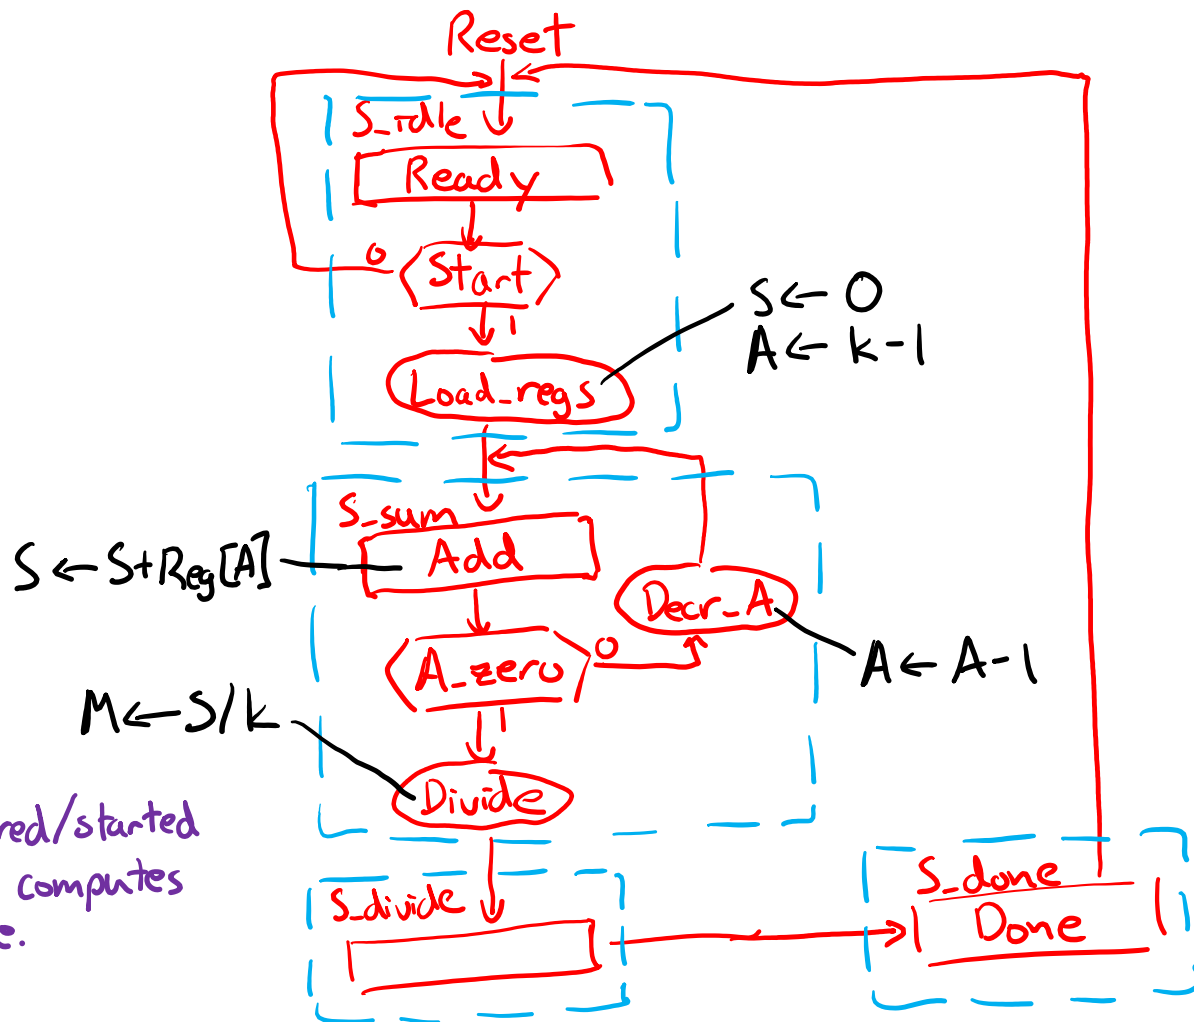 Reset
S_idle
Ready
0
Start
1
S ← 0
A ← k-1
Load_regs
S_sum
Add
S ← S+Reg[A]
Decr_A
A_zero
0
A ← A-1
1
M ← S/k
Divide
red/started
computes
e.
S_divide
S_done
Done